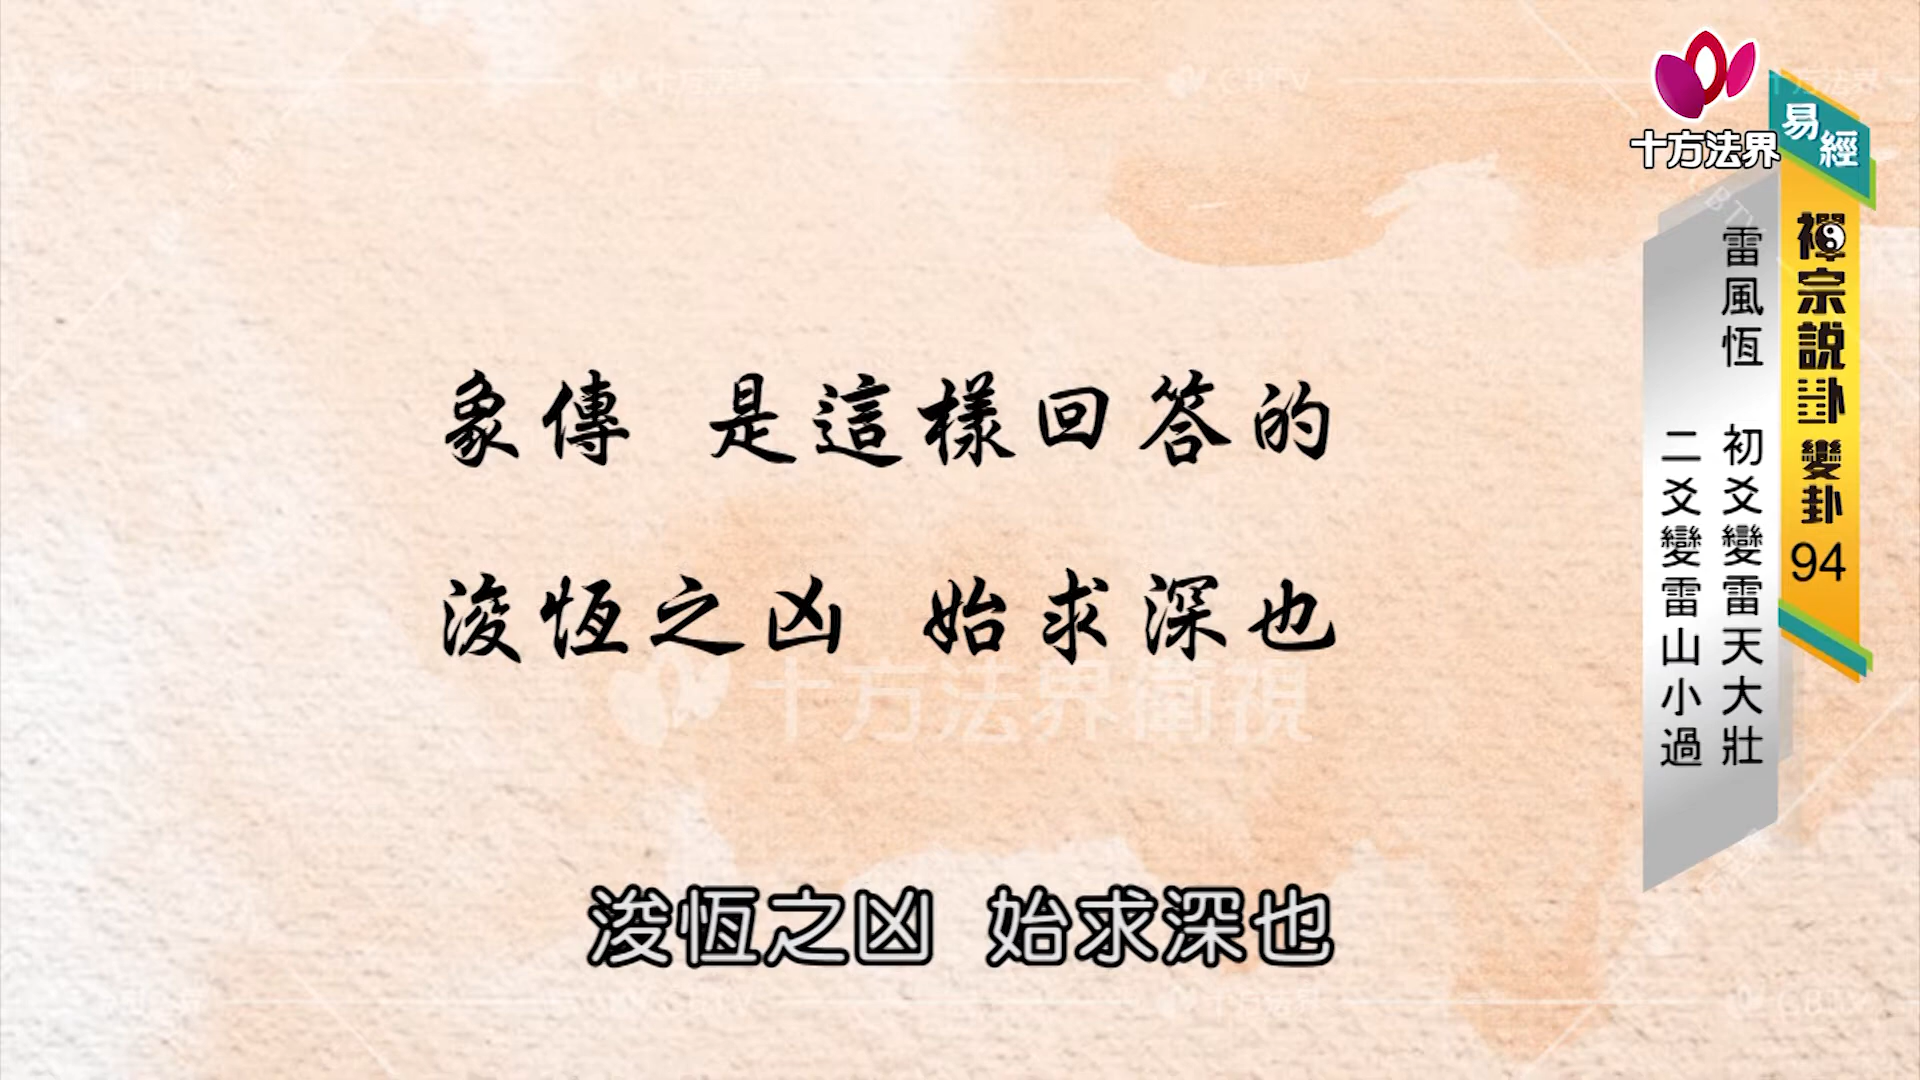 象傳 是這樣回答的
浚恆之凶 始求深也
十方法界衛視
浚恆之凶 始求深也
十方法界
易經
禪宗說卦 變卦 94
雷風恆 初爻變雷天大壯
二爻變雷山小過